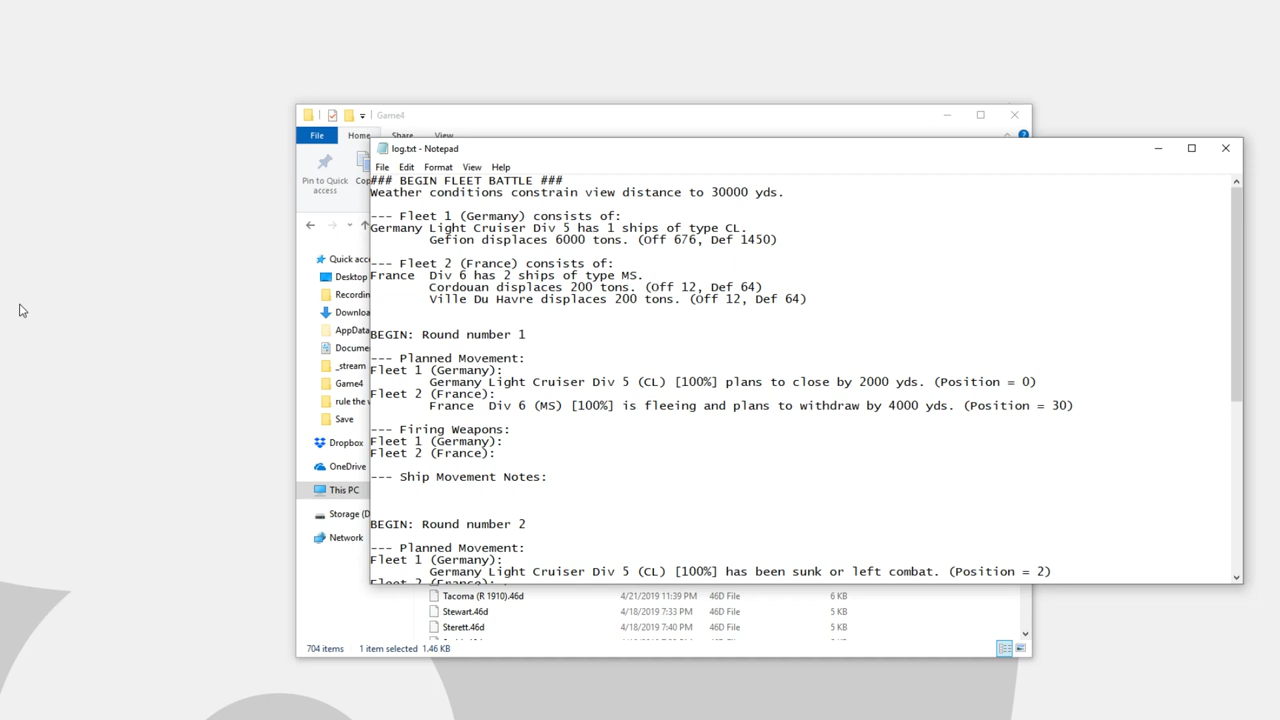 Game4
File
Home
Share
View
Pin to Quick
access
log.txt - Notepad
File Edit Format View Help
### BEGIN FLEET BATTLE ###
Weather conditions constrain view distance to 30000 yds.
--- Fleet 1 (Germany) consists of:
Germany Light Cruiser Div 5 has 1 ships of type CL.
Gefion displaces 6000 tons. (Off 676, Def 1450)
--- Fleet 2 (France) consists of:
France  Div 6 has 2 ships of type MS.
Cordouan displaces 200 tons. (Off 12, Def 64)
Ville Du Havre displaces 200 tons. (Off 12, Def 64)
BEGIN: Round number 1
--- Planned Movement:
Fleet 1 (Germany):
Germany Light Cruiser Div 5 (CL) [100%] plans to close by 2000 yds. (Position = 0)
Fleet 2 (France):
France  Div 6 (MS) [100%] is fleeing and plans to withdraw by 4000 yds. (Position = 30)
--- Firing Weapons:
Fleet 1 (Germany):
Fleet 2 (France):
--- Ship Movement Notes:
BEGIN: Round number 2
--- Planned Movement:
Fleet 1 (Germany):
Germany Light Cruiser Div 5 (CL) [100%] has been sunk or left combat. (Position = 2)
Quick acce
Desktop
Recordin
Downloa
AppData
Docume
_stream
Game4
rule the w
Save
Dropbox
OneDrive
This PC
Storage (D
Network
Tacoma (R 1910).46d 4/21/2019 11:39 PM 46D File 6 KB
Stewart.46d 4/18/2019 7:33 PM 46D File 5 KB
Sterett.46d 4/18/2019 7:40 PM 46D File 5 KB
704 items 1 item selected 1.46 KB